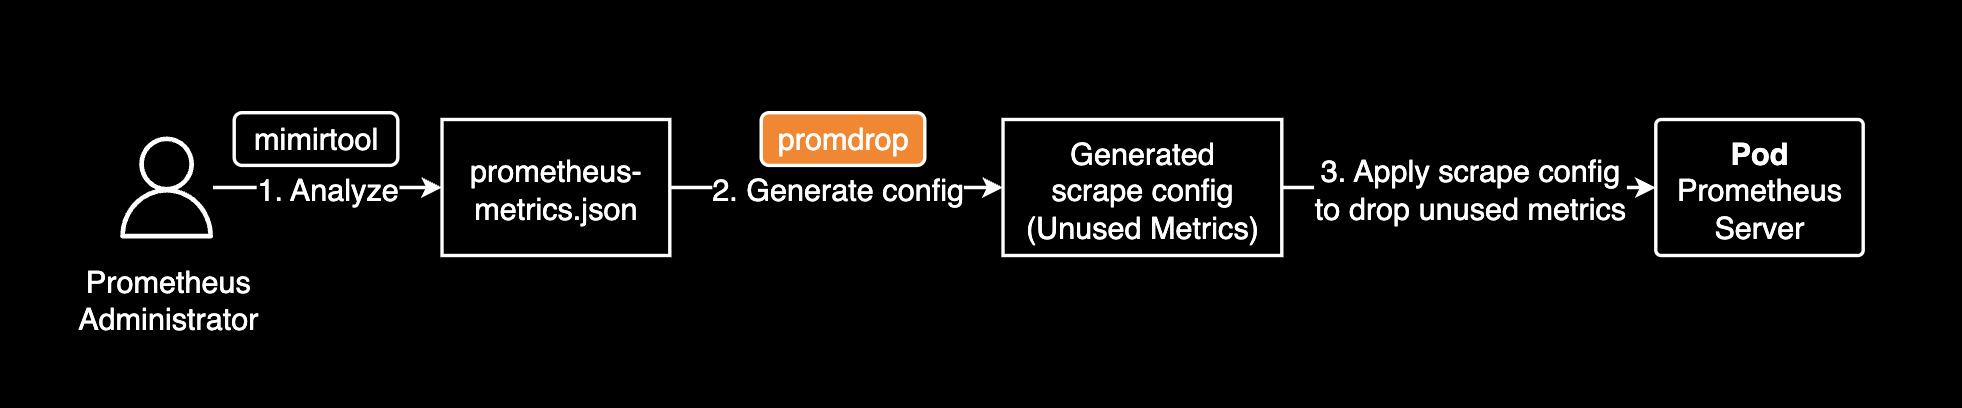 Prometheus
Administrator
mimirtool
1. Analyze
prometheus-
metrics.json
promdrop
2. Generate config
Generated
scrape config
(Unused Metrics)
3. Apply scrape config
to drop unused metrics
Pod
Prometheus
Server